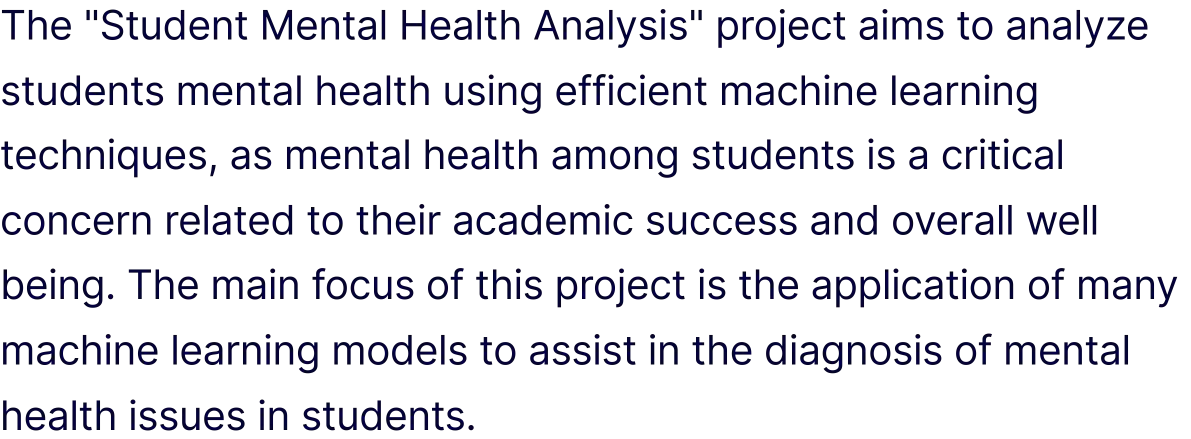 The "Student Mental Health Analysis" project aims to analyze
students mental health using efficient machine learning
techniques, as mental health among students is a critical
concern related to their academic success and overall well
being. The main focus of this project is the application of many
machine learning models to assist in the diagnosis of mental
health issues in students.